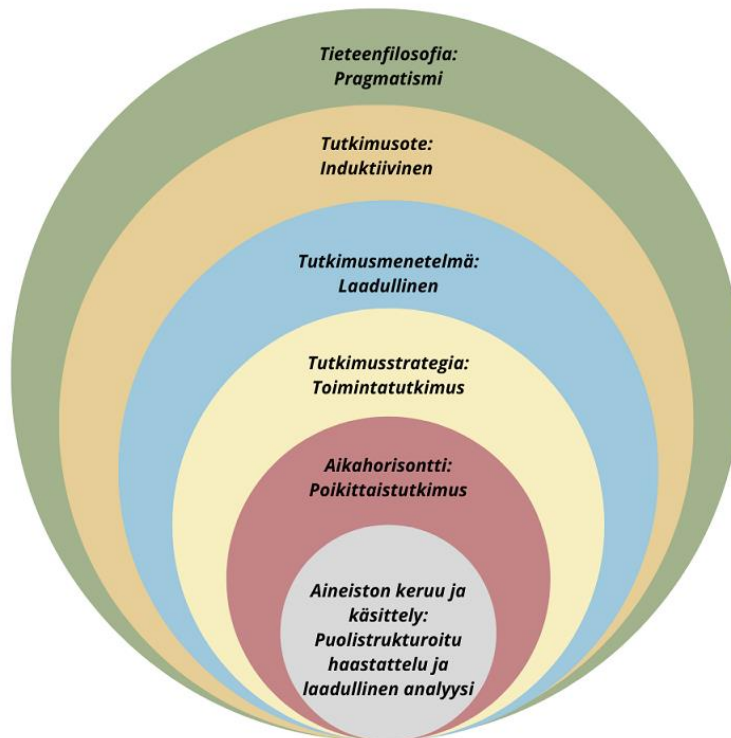 Tieteenfilosofia:
Pragmatismi
Tutkimusote:
Induktiivinen
Tutkimusmenetelmä:
Laadullinen
Tutkimusstrategia:
Toimintatutkimus
Aikahorisontti:
Poikittaistutkimus
Aineiston keruu ja
käsittely:
Puolistrukturoitu
haastattelu ja
laadullinen analyysi